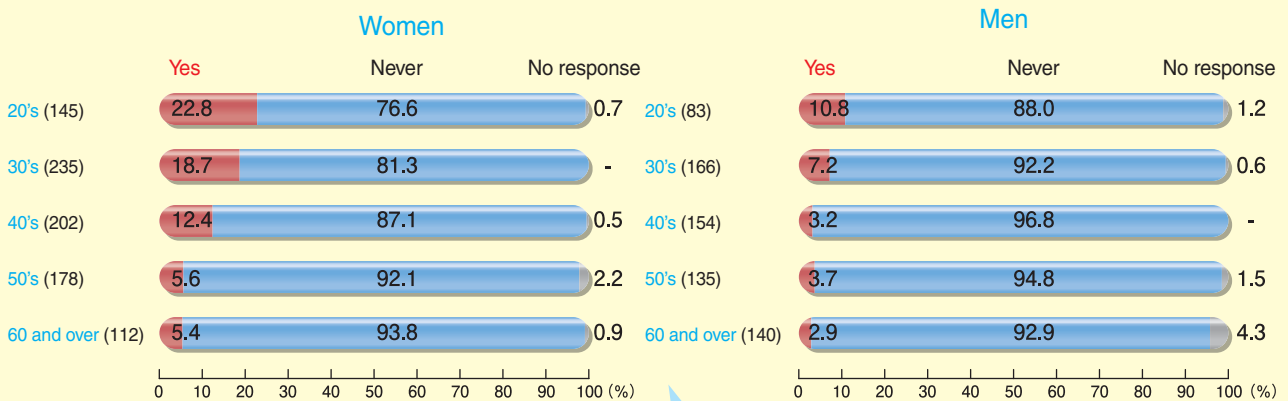 Women
Yes Never No response
20's (145) 22.8 76.6 0.7
30's (235) 18.7 81.3 -
40's (202) 12.4 87.1 0.5
50's (178) 5.6 92.1 2.2
60 and over (112) 5.4 93.8 0.9
0 10 20 30 40 50 60 70 80 90 100 (%)
Men
Yes Never No response
20's (83) 10.8 88.0 1.2
30's (166) 7.2 92.2 0.6
40's (154) 3.2 96.8 -
50's (135) 3.7 94.8 1.5
60 and over (140) 2.9 92.9 4.3
0 10 20 30 40 50 60 70 80 90 100 (%)